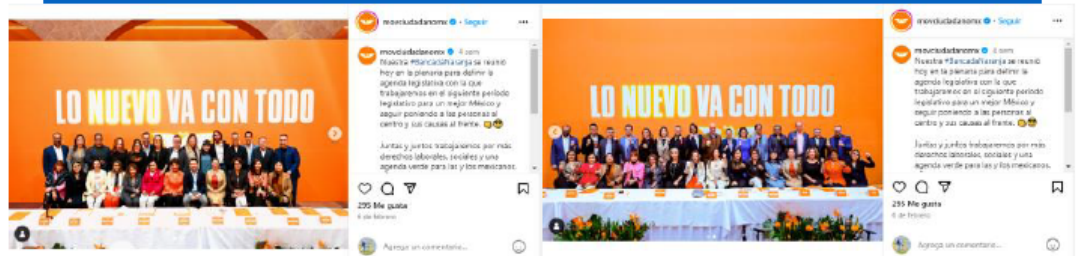 LO NUEVO VA CON TODO
movciudadanomx • Seguir
movciudadanomx 4 sem
Nuestra #BancadaNaranja se reunió
hoy en la plenaria para definir la
agenda legislativa con la que
trabajaremos en el siguiente periodo
legislativo para un mejor México y
seguir poniendo a las personas al
centro y sus causas al frente.
Juntas y juntos trabajaremos por más
derechos laborales, sociales y una
agenda verde para las y los mexicanos.
295 Me gusta
6 de febrero
Agrega un comentario...
LO NUEVO VA CON TODO
movciudadanomx • Seguir
movciudadanomx 4 sem
Nuestra #BancadaNaranja se reunió
hoy en la plenaria para definir la
agenda legislativa con la que
trabajaremos en el siguiente periodo
legislativo para un mejor México y
seguir poniendo a las personas al
centro y sus causas al frente.
Juntas y juntos trabajaremos por más
derechos laborales, sociales y una
agenda verde para las y los mexicanos.
295 Me gusta
6 de febrero
Agrega un comentario...